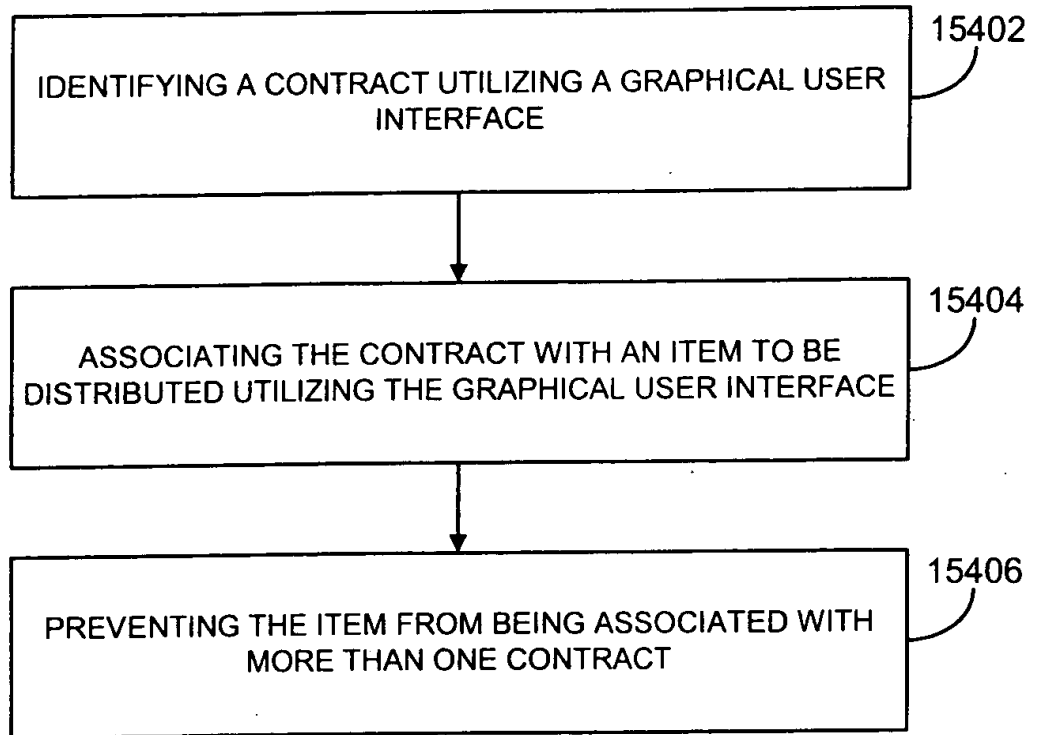 15402
IDENTIFYING A CONTRACT UTILIZING A GRAPHICAL USER
INTERFACE
15404
ASSOCIATING THE CONTRACT WITH AN ITEM TO BE
DISTRIBUTED UTILIZING THE GRAPHICAL USER INTERFACE
15406
PREVENTING THE ITEM FROM BEING ASSOCIATED WITH
MORE THAN ONE CONTRACT